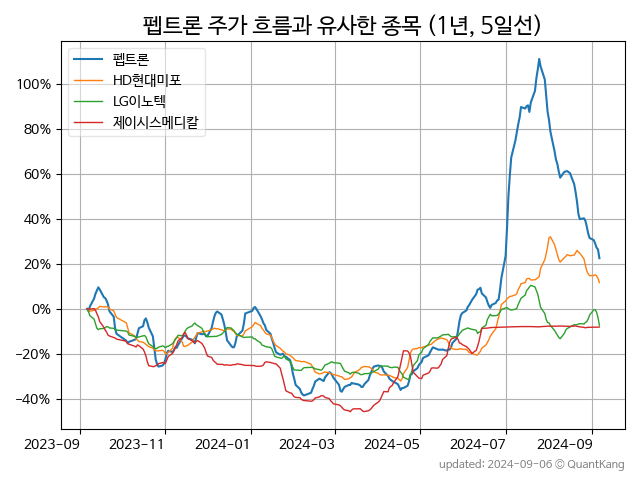 펩트론 주가 흐름과 유사한 종목 (1년, 5일선)
펩트론
HD현대미포
LG이노텍
제이시스메디칼
100%
80%
60%
40%
20%
0%
−20%
−40%
2023-09 2023-11 2024-01 2024-03 2024-05 2024-07 2024-09
updated: 2024-09-06 © QuantKang